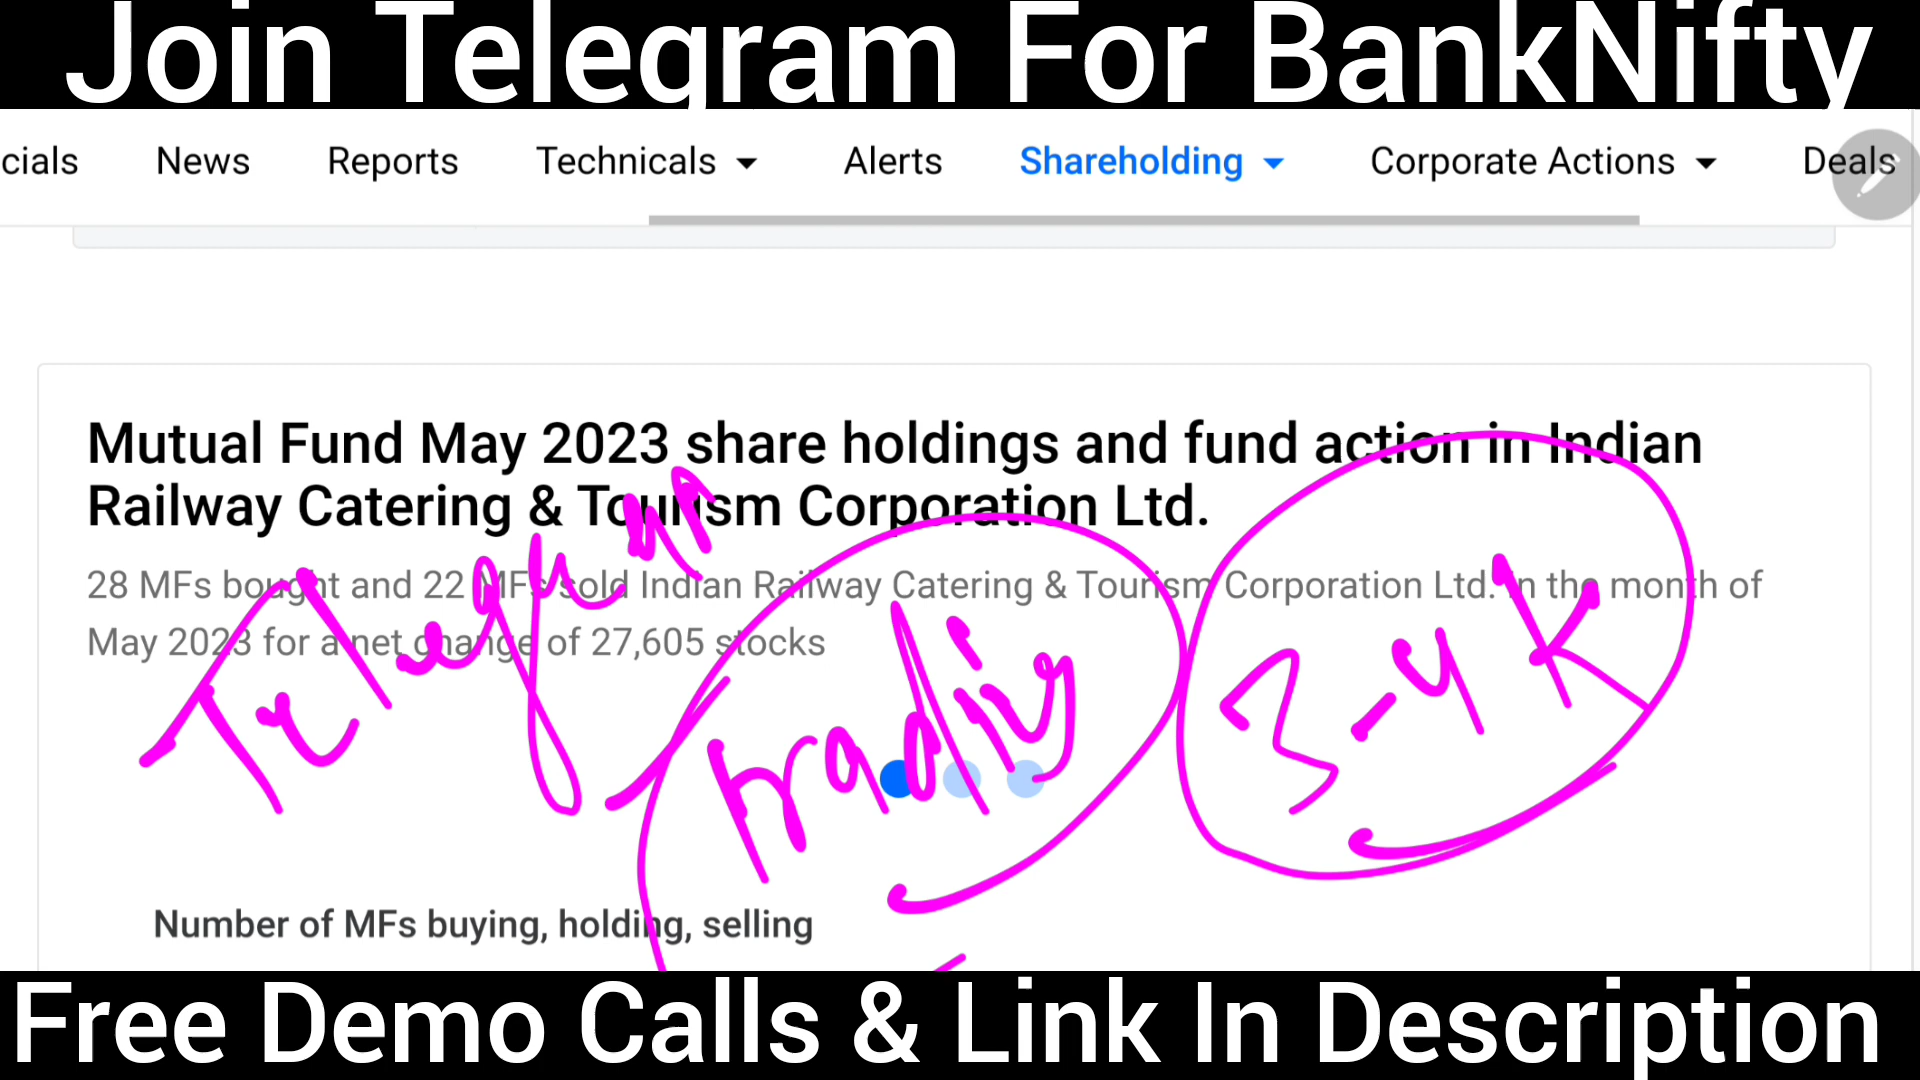 Join Telegram For BankNifty
cials News Reports Technicals Alerts Shareholding Corporate Actions Deals
Mutual Fund May 2023 share holdings and fund action in Indian
Railway Catering & Tourism Corporation Ltd.
28 MFs bought and 22 MFs sold Indian Railway Catering & Tourism Corporation Ltd. in the month of
May 2023 for a net change of 27,605 stocks
Telegram
trading
3-4K
Number of MFs buying, holding, selling
Free Demo Calls & Link In Description